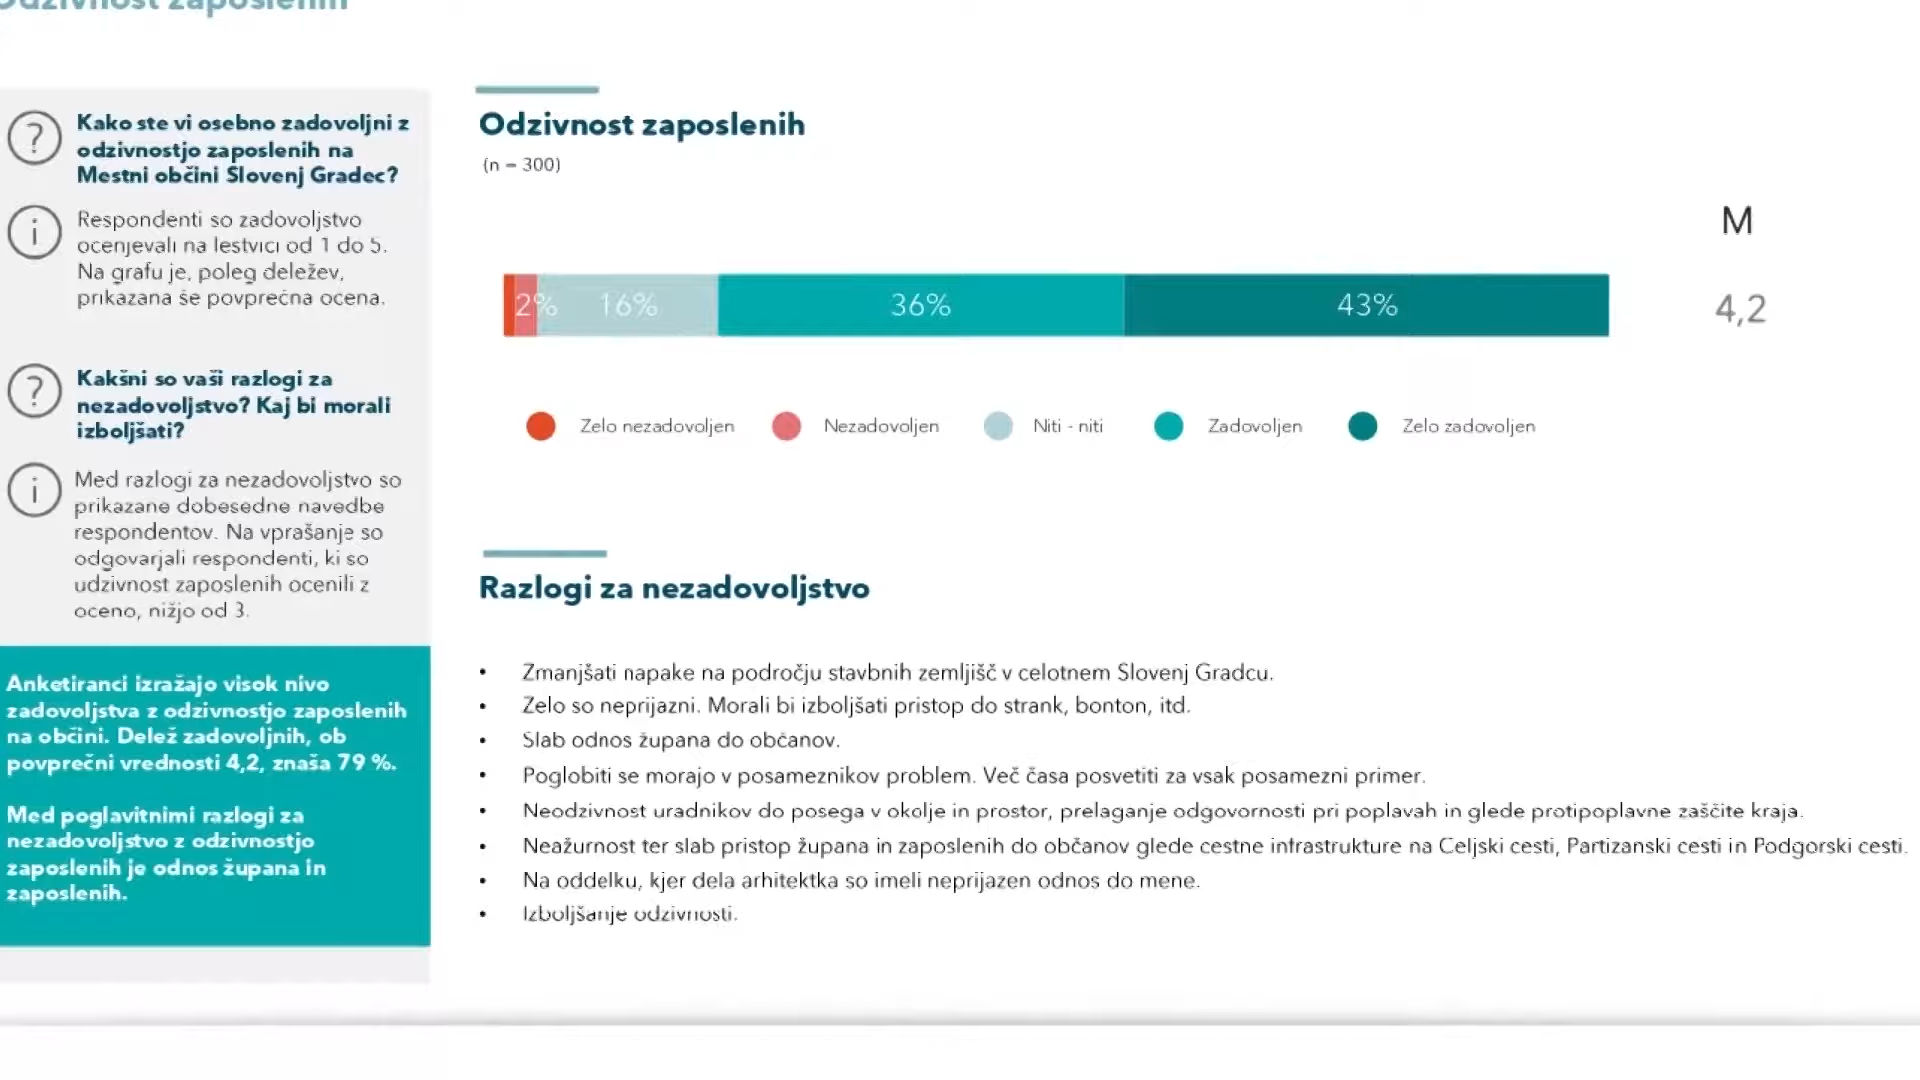 Odzivnost zaposlenih
Kako ste vi osebno zadovoljni z
odzivnostjo zaposlenih na
Mestni občini Slovenj Gradec?
Respondenti so zadovoljstvo
ocenjevali na lestvici od 1 do 5.
Na grafu je, poleg deležev,
prikazana še povprečna ocena.
Kakšni so vaši razlogi za
nezadovoljstvo? Kaj bi morali
izboljšati?
Med razlogi za nezadovoljstvo so
prikazane dobesedne navedbe
respondentov. Na vprašanje so
odgovarjali respondenti, ki so
udzivnost zaposlenih ocenili z
oceno, nižjo od 3.
Anketiranci izražajo visok nivo
zadovoljstva z odzivnostjo zaposlenih
na občini. Delež zadovoljnih, ob
povprečni vrednosti 4,2, znaša 79 %.
Med poglavitnimi razlogi za
nezadovoljstvo z odzivnostjo
zaposlenih je odnos župana in
zaposlenih.
Odzivnost zaposlenih
(n = 300)
M
2% 16% 36% 43% 4,2
Zelo nezadovoljen Nezadovoljen Niti - niti Zadovoljen Zelo zadovoljen
Razlogi za nezadovoljstvo
• Zmanjšati napake na področju stavbnih zemljišč v celotnem Slovenj Gradcu.
• Zelo so neprijazni. Morali bi izboljšati pristop do strank, bonton, itd.
• Slab odnos župana do občanov.
• Poglobiti se morajo v posameznikov problem. Več časa posvetiti za vsak posamezni primer.
• Neodzivnost uradnikov do posega v okolje in prostor, prelaganje odgovornosti pri poplavah in glede protipoplavne zaščite kraja.
• Neažurnost ter slab pristop župana in zaposlenih do občanov glede cestne infrastrukture na Celjski cesti, Partizanski cesti in Podgorski cesti.
• Na oddelku, kjer dela arhitektka so imeli neprijazen odnos do mene.
• Izboljšanje odzivnosti.